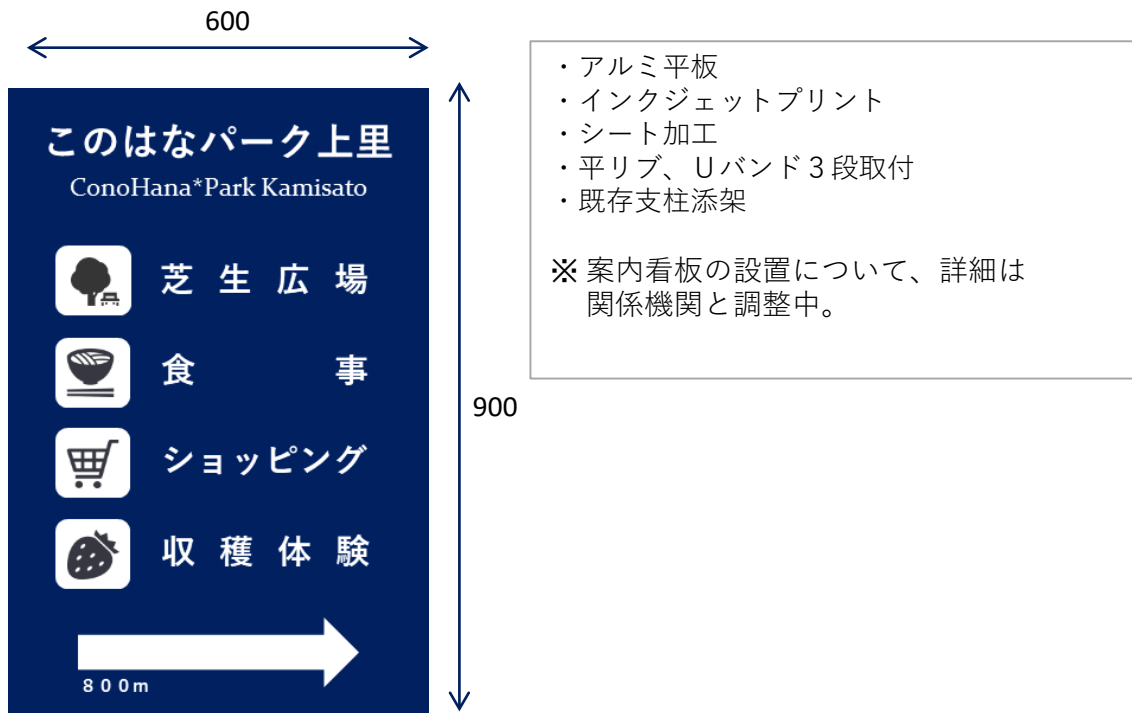 600
このはなパーク上里
ConoHana*Park Kamisato
芝生広場
食事
ショッピング
収穫体験
800m
900
・アルミ平板
・インクジェットプリント
・シート加工
・平リブ、Ｕバンド３段取付
・既存支柱添架
※ 案内看板の設置について、詳細は
関係機関と調整中。